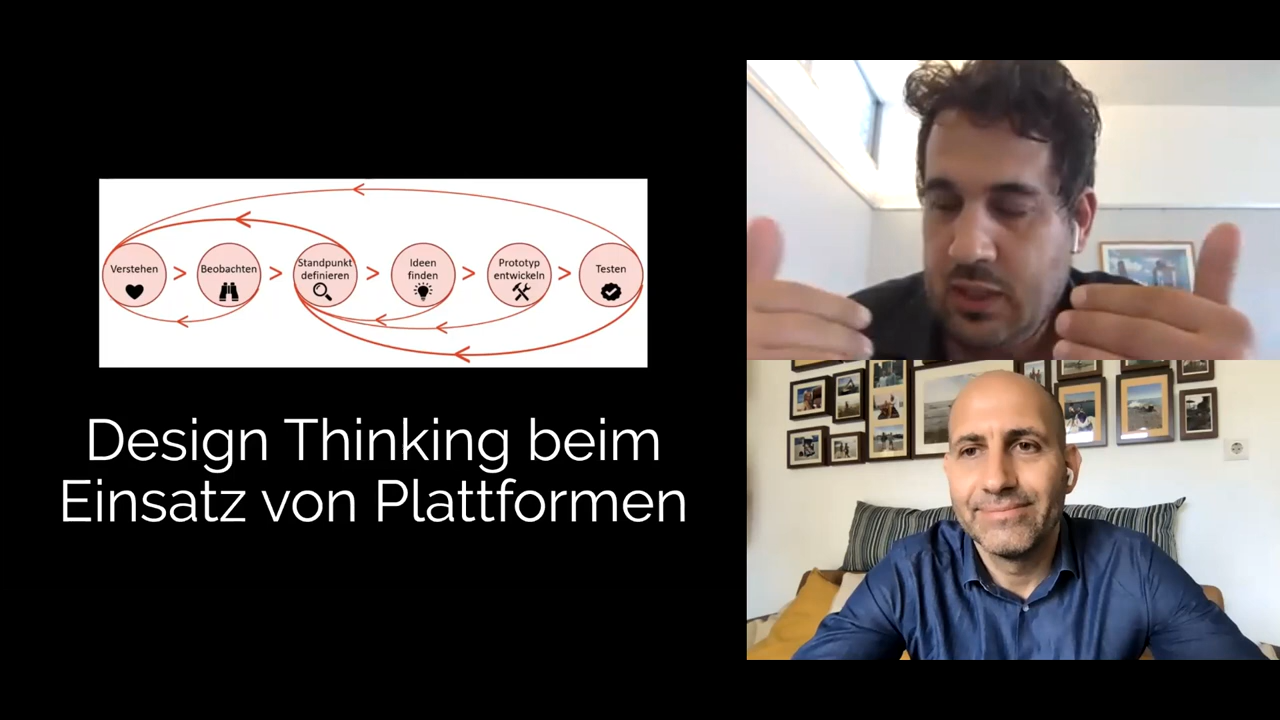 Verstehen
Beobachten
Standpunkt
definieren
Ideen
finden
Prototyp
entwickeln
Testen
Design Thinking beim
Einsatz von Plattformen